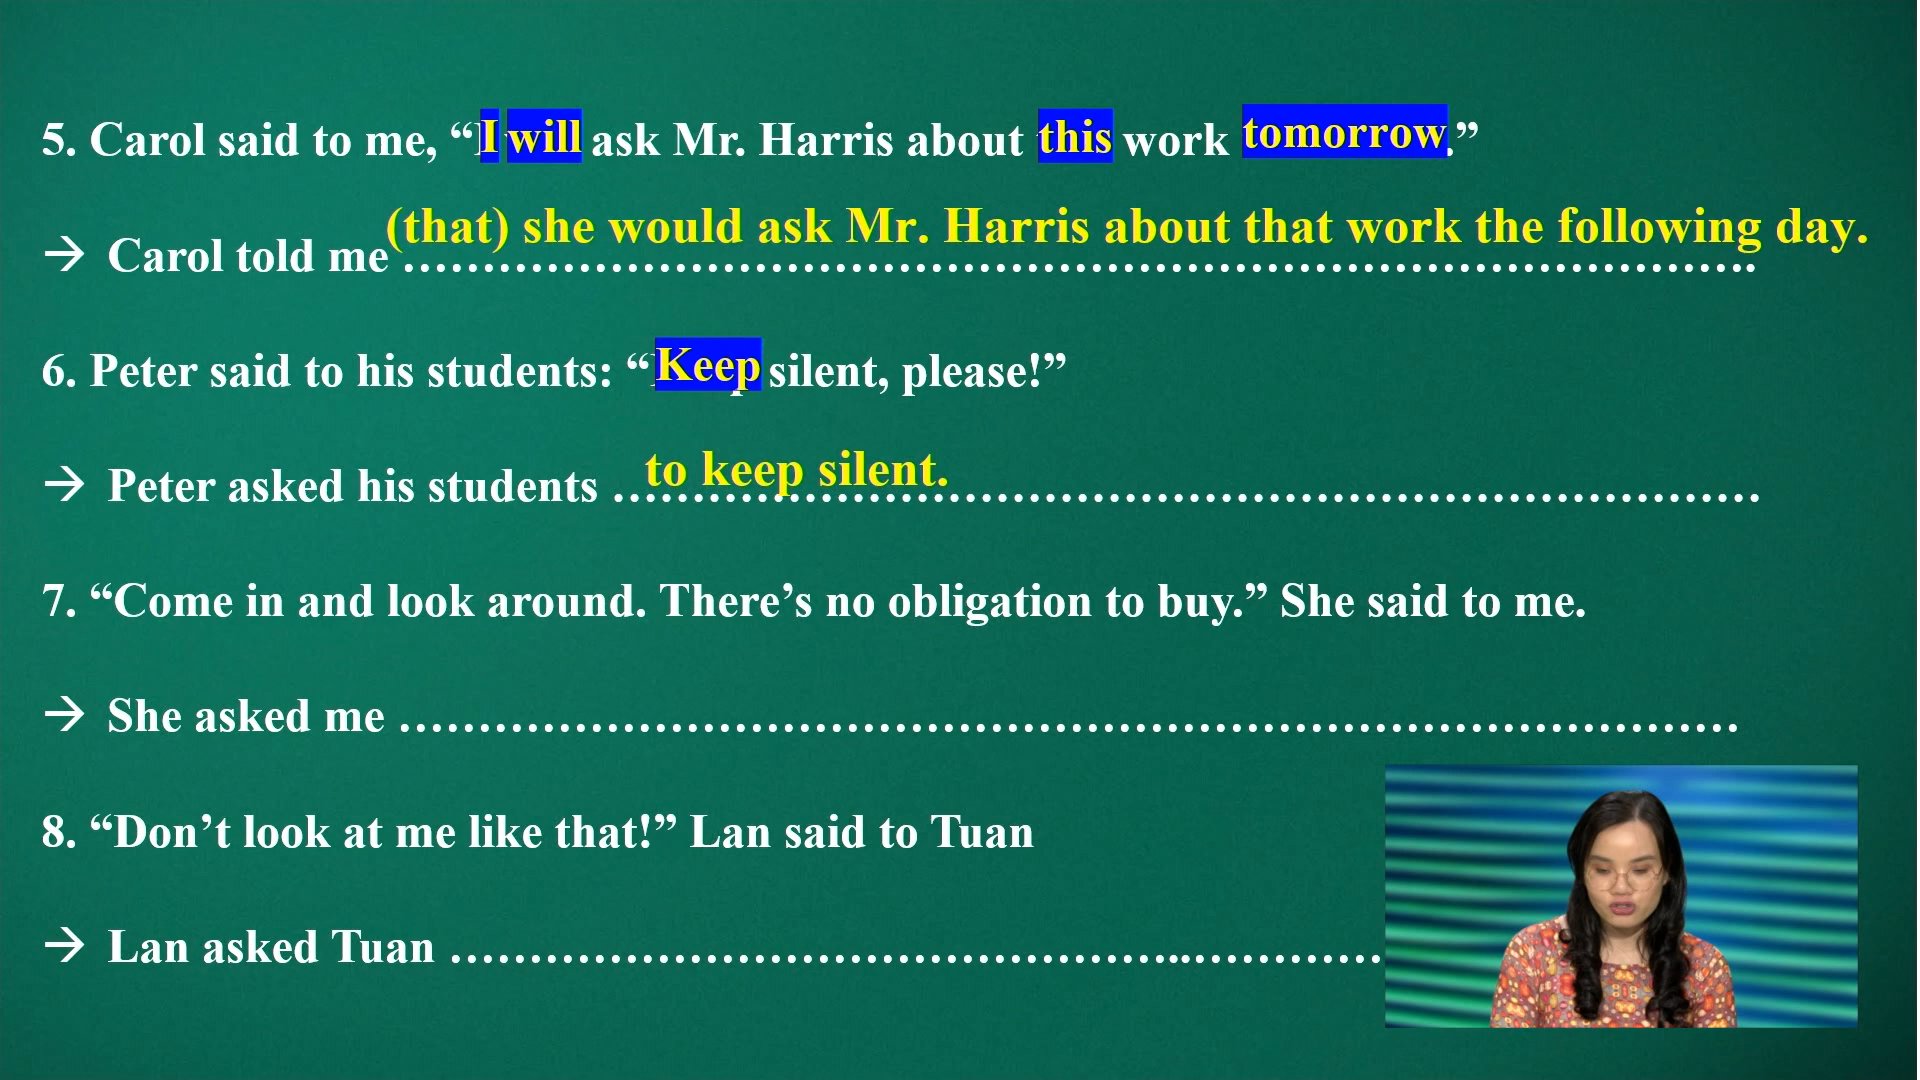 5. Carol said to me, “I will ask Mr. Harris about this work tomorrow.”
(that) she would ask Mr. Harris about that work the following day.
→ Carol told me ………………………………………………………………………….
6. Peter said to his students: “Keep silent, please!”
to keep silent.
→ Peter asked his students ………………………………………………………………
7. “Come in and look around. There’s no obligation to buy.” She said to me.
→ She asked me …………………………………………………………………………
8. “Don’t look at me like that!” Lan said to Tuan
→ Lan asked Tuan ……………………………………...…………